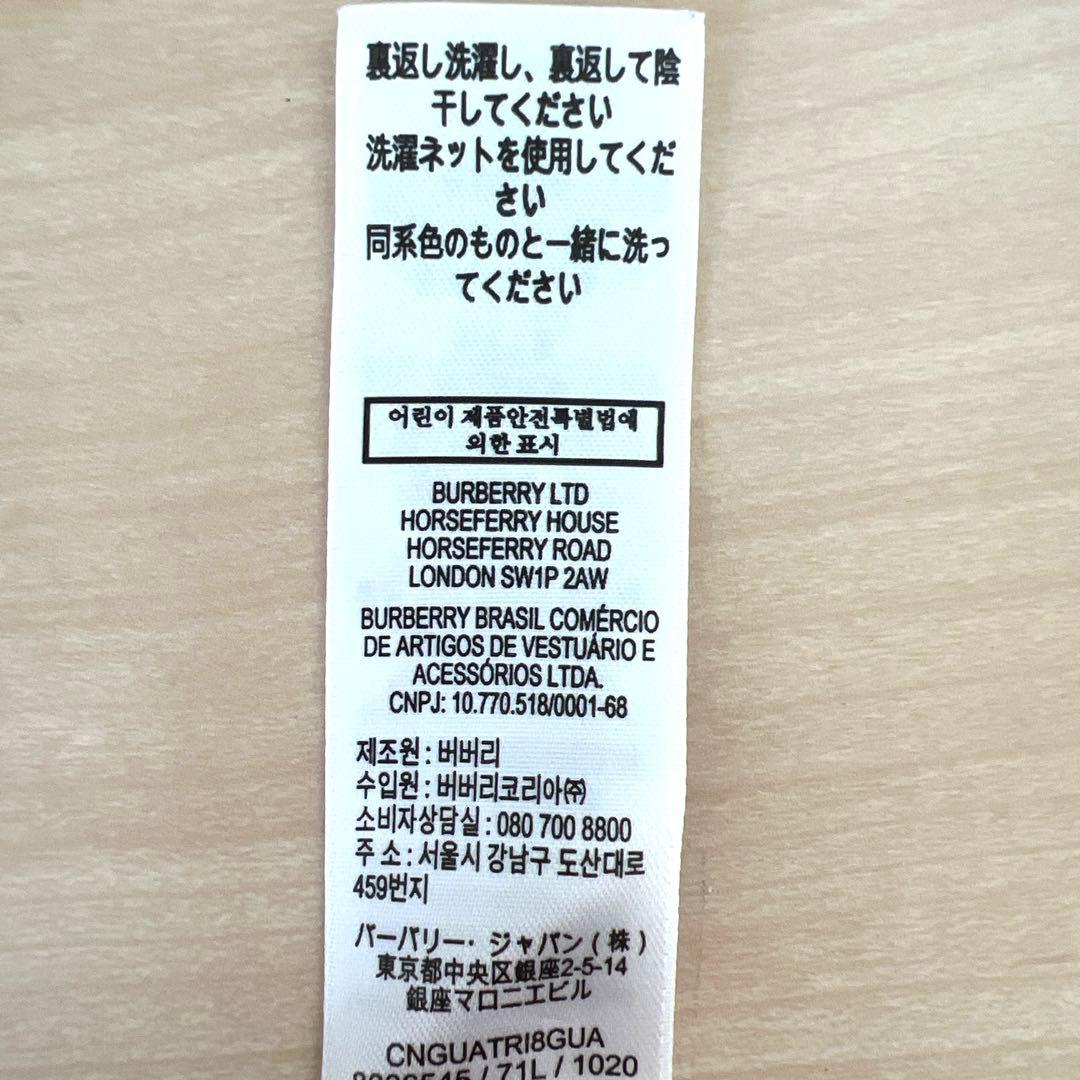 裏返し洗濯し、裏返して陰
干してください
洗濯ネットを使用してくだ
さい
同系色のものと一緒に洗っ
てください
어린이 제품안전특별법에
의한 표시
BURBERRY LTD
HORSEFERRY HOUSE
HORSEFERRY ROAD
LONDON SW1P 2AW
BURBERRY BRASIL COMÉRCIO
DE ARTIGOS DE VESTUÁRIO E
ACESSÓRIOS LTDA.
CNPJ: 10.770.518/0001-68
제조원 : 버버리
수입원 : 버버리코리아㈜
소비자상담실 : 080 700 8800
주 소 : 서울시 강남구 도산대로
459번지
バーバリー・ジャパン ( 株 )
東京都中央区銀座2-5-14
銀座マロニエビル
CNGUATRI8GUA
/ 71L / 1020